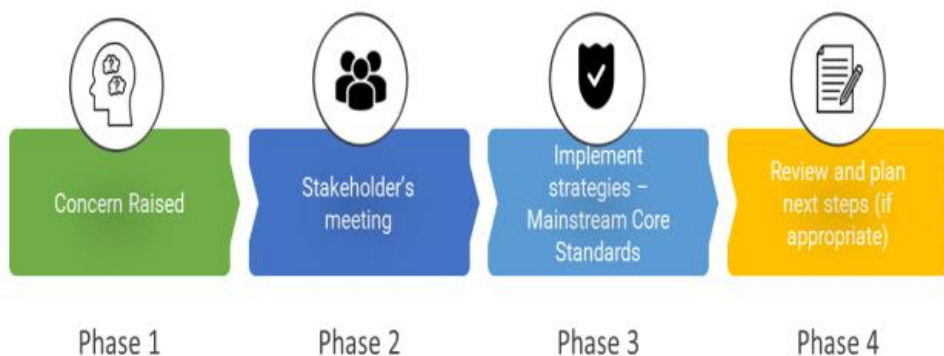 Concern Raised
Stakeholder's
meeting
Implement
strategies –
Mainstream Core
Standards
Review and plan
next steps (if
appropriate)
Phase 1
Phase 2
Phase 3
Phase 4